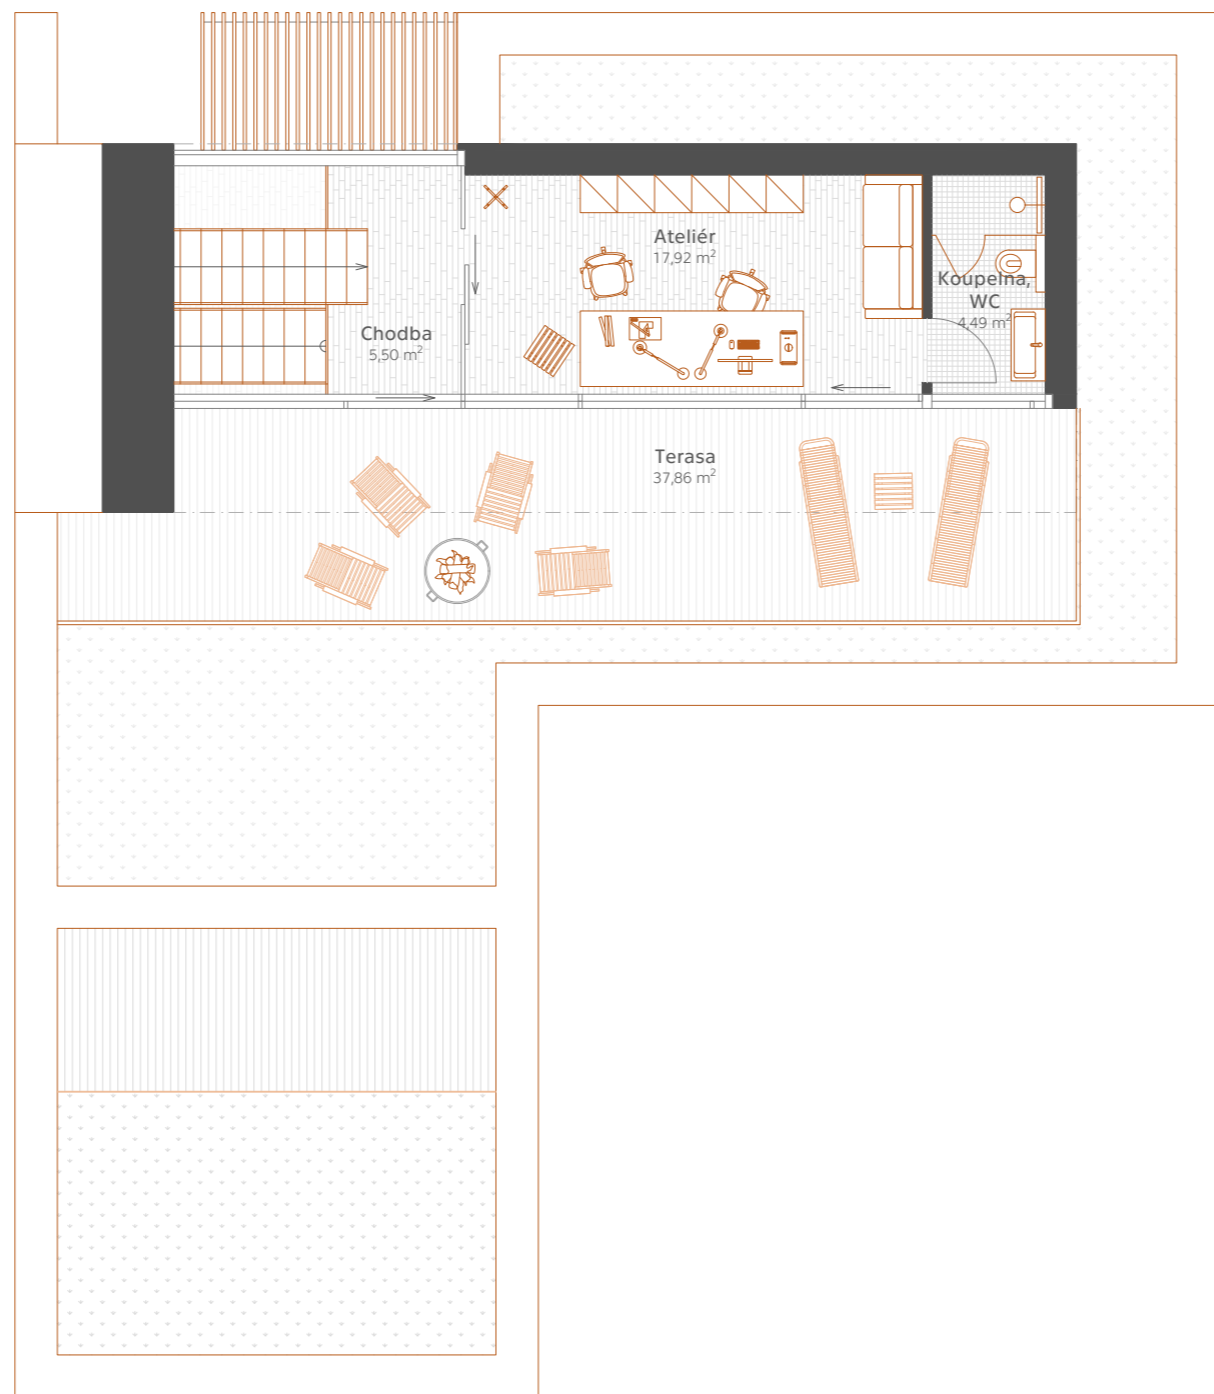 Ateliér
17,92 m²
Koupelna,
WC
4,49 m²
Chodba
5,50 m²
Terasa
37,86 m²